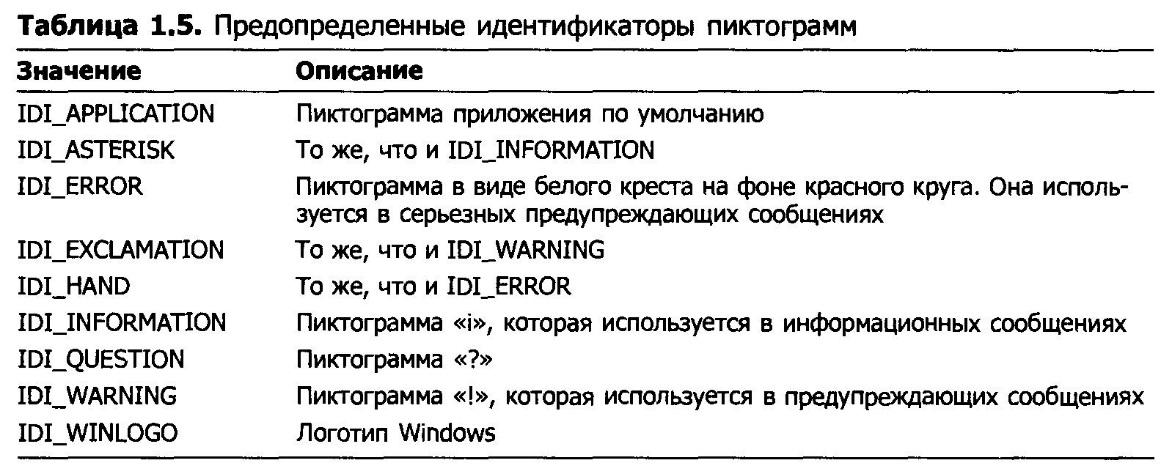 Таблица 1.5. Предопределенные идентификаторы пиктограмм
Значение Описание
IDI_APPLICATION Пиктограмма приложения по умолчанию
IDI_ASTERISK То же, что и IDI_INFORMATION
IDI_ERROR Пиктограмма в виде белого креста на фоне красного круга. Она исполь-
зуется в серьезных предупреждающих сообщениях
IDI_EXCLAMATION То же, что и IDI_WARNING
IDI_HAND То же, что и IDI_ERROR
IDI_INFORMATION Пиктограмма «i», которая используется в информационных сообщениях
IDI_QUESTION Пиктограмма «?»
IDI_WARNING Пиктограмма «!», которая используется в предупреждающих сообщениях
IDI_WINLOGO Логотип Windows